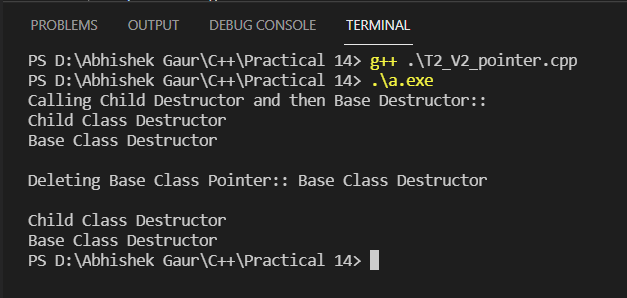 PROBLEMS OUTPUT DEBUG CONSOLE TERMINAL
PS D:\Abhishek Gaur\C++\Practical 14> g++ .\T2_V2_pointer.cpp
PS D:\Abhishek Gaur\C++\Practical 14> .\a.exe
Calling Child Destructor and then Base Destructor::
Child Class Destructor
Base Class Destructor
Deleting Base Class Pointer:: Base Class Destructor
Child Class Destructor
Base Class Destructor
PS D:\Abhishek Gaur\C++\Practical 14>